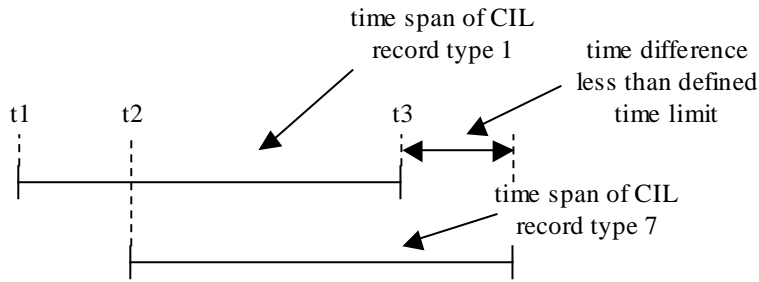 time span of CIL
record type 1
time difference
less than defined
time limit
t1
t2
t3
time span of CIL
record type 7